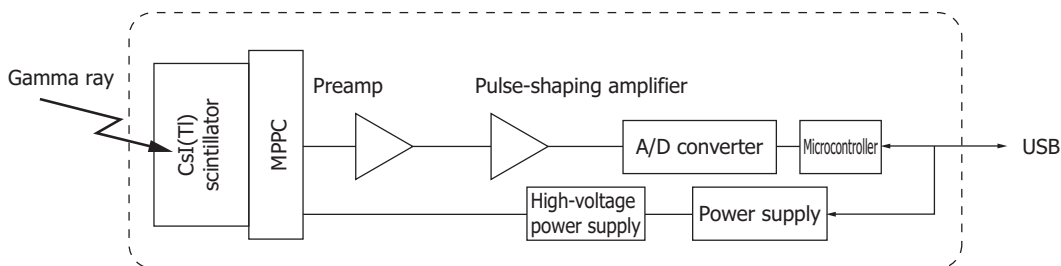 Gamma ray
CsI(Tl)
scintillator
MPPC
Preamp
Pulse-shaping amplifier
A/D converter
Microcontroller
USB
High-voltage
power supply
Power supply